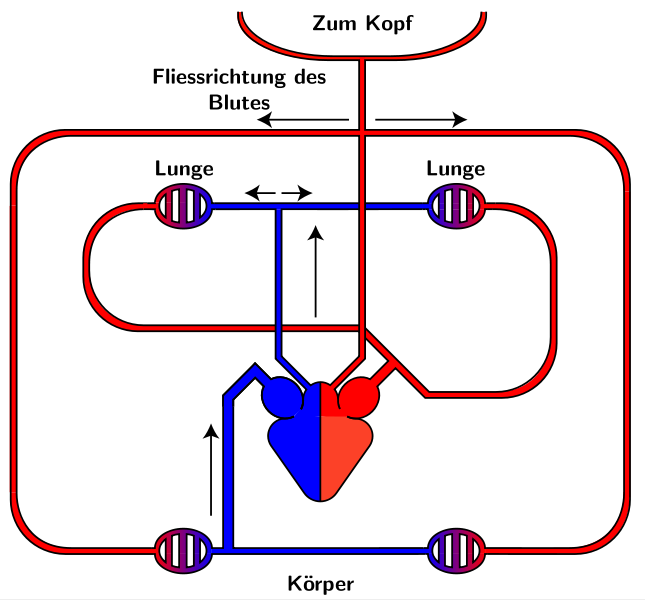 Zum Kopf
Fliessrichtung des
Blutes
Lunge
Lunge
Körper